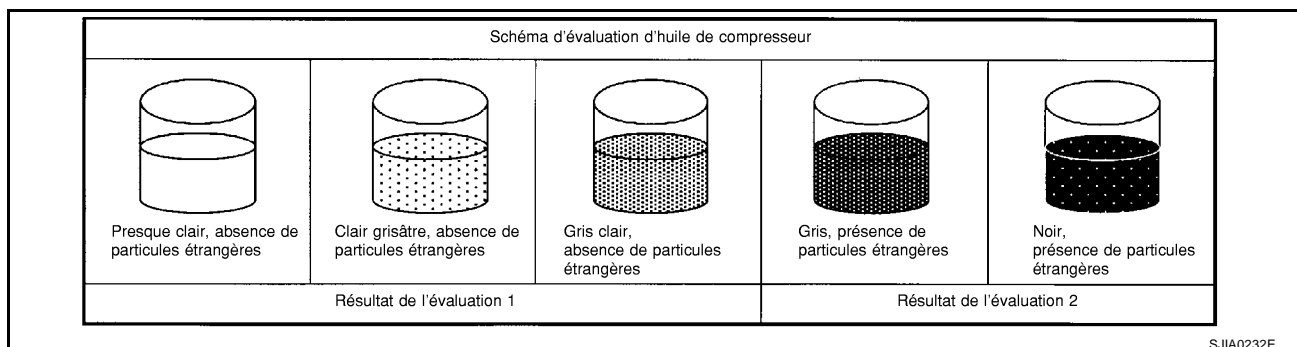 Schéma d'évaluation d'huile de compresseur
Presque clair, absence de
particules étrangères
Clair grisâtre, absence de
particules étrangères
Gris clair,
absence de particules
étrangères
Gris, présence de
particules étrangères
Noir,
présence de particules
étrangères
Résultat de l'évaluation 1
Résultat de l'évaluation 2
SJIA0232E